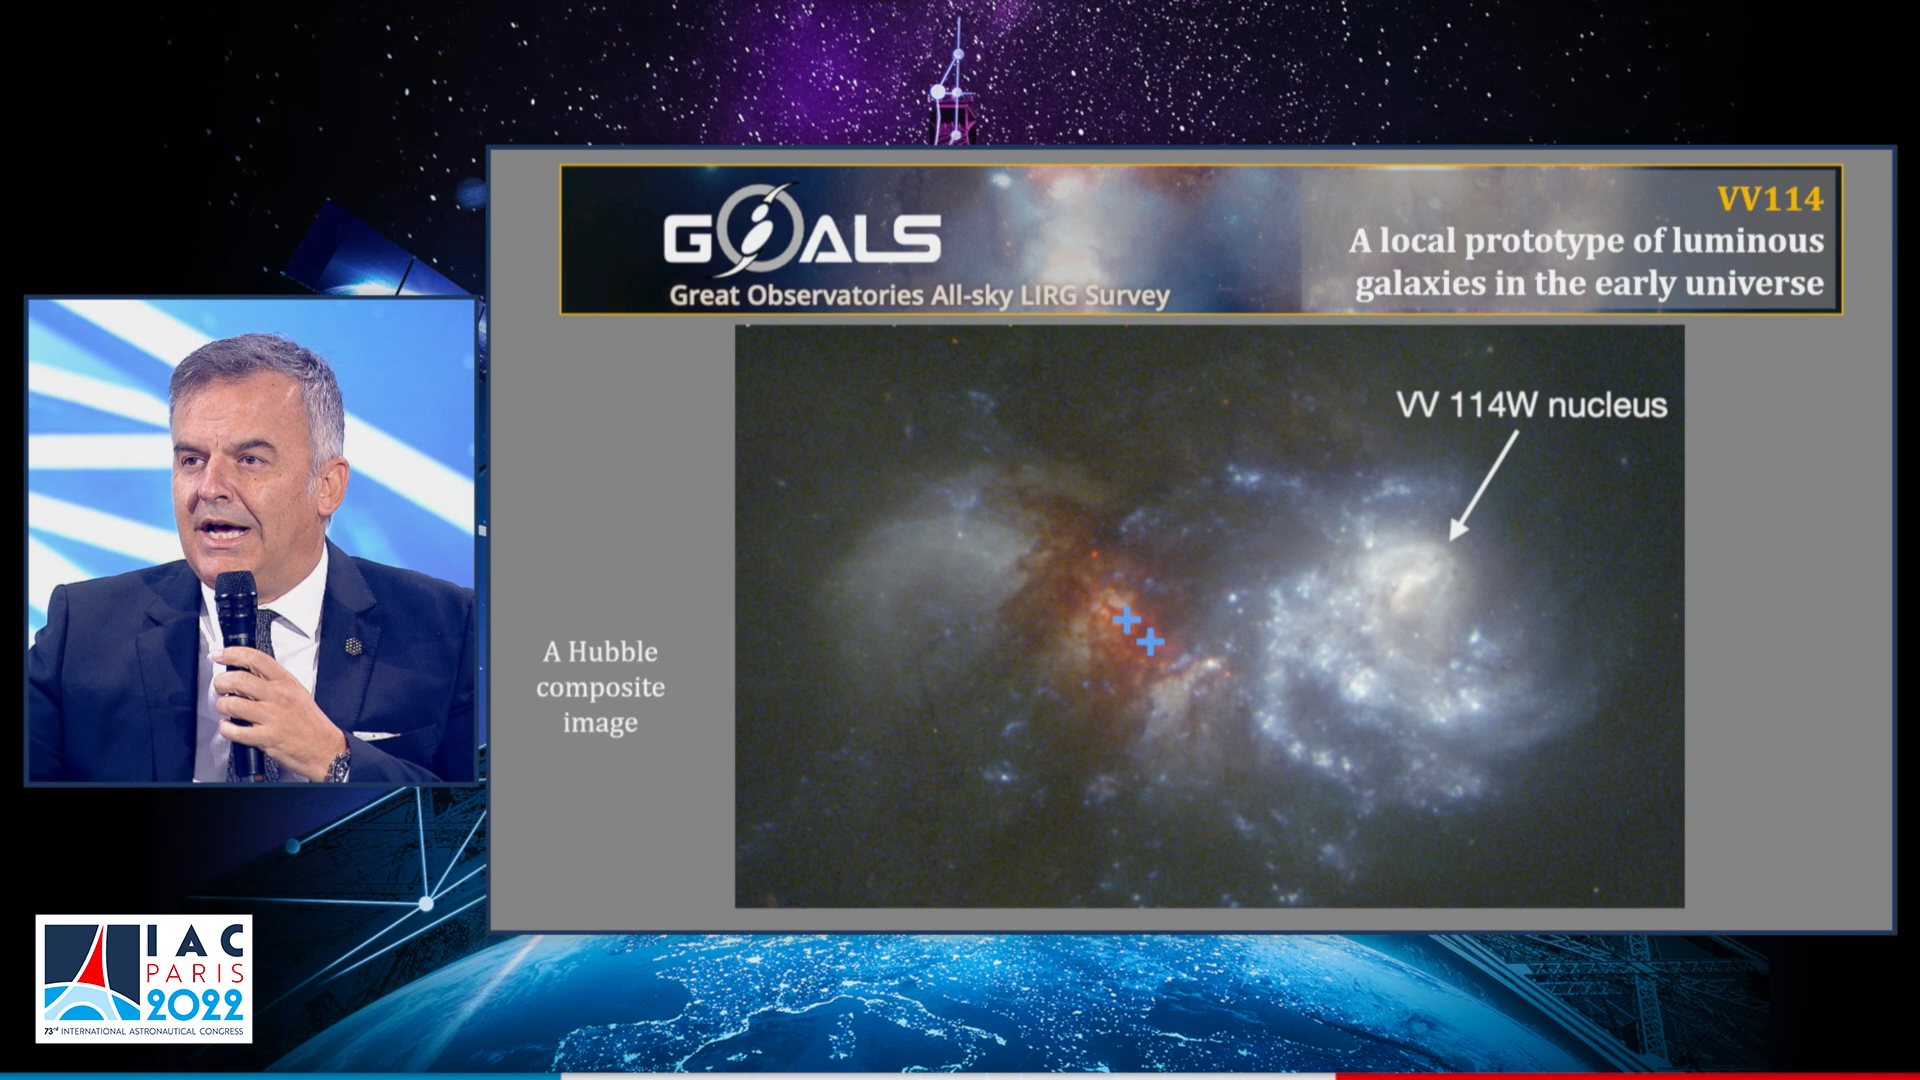 GOALS
Great Observatories All-sky LIRG Survey
VV114
A local prototype of luminous
galaxies in the early universe
VV 114W nucleus
A Hubble
composite
image
IAC
PARIS
2022
73rd INTERNATIONAL ASTRONAUTICAL CONGRESS